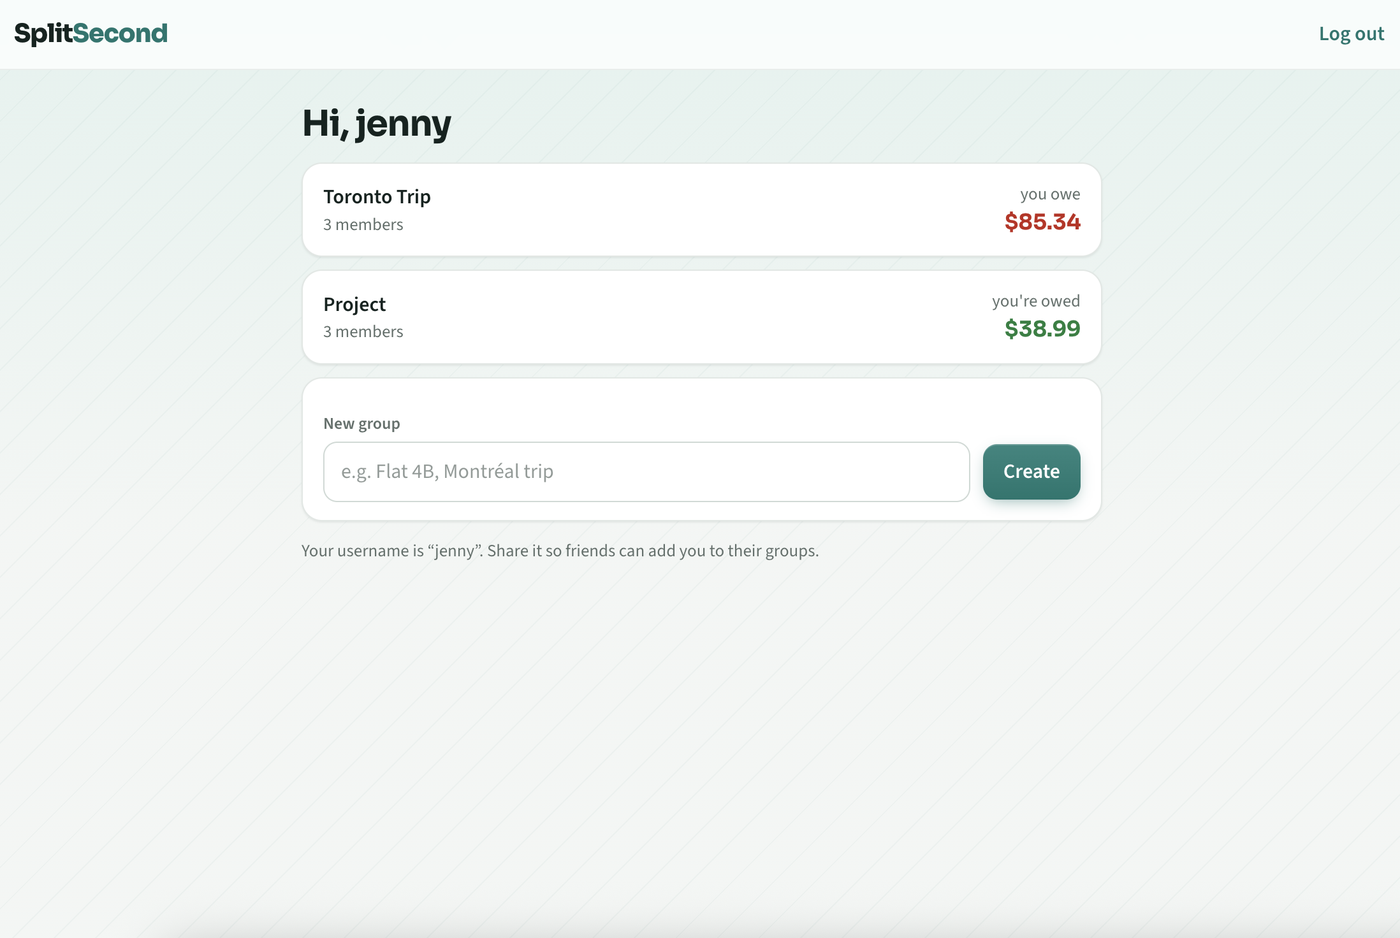 SplitSecond
Log out
Hi, jenny
Toronto Trip
3 members
you owe
$85.34
Project
3 members
you're owed
$38.99
New group
e.g. Flat 4B, Montréal trip
Create
Your username is “jenny”. Share it so friends can add you to their groups.